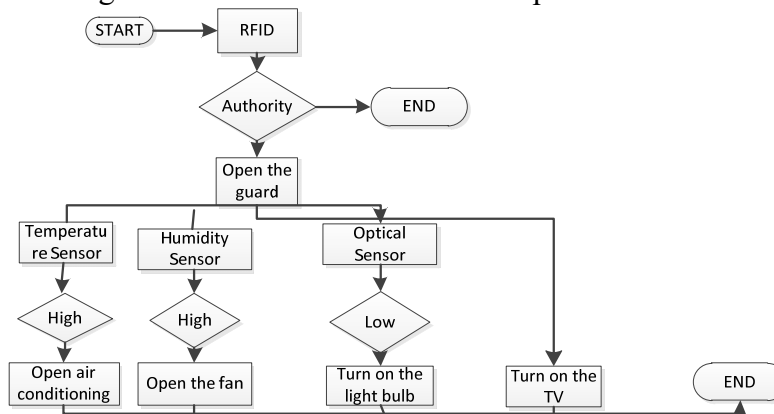 START
RFID
Authority
END
Open the
guard
Temperatu
re Sensor
Humidity
Sensor
Optical
Sensor
High
High
Low
Open air
conditioning
Open the fan
Turn on the
light bulb
Turn on the
TV
END